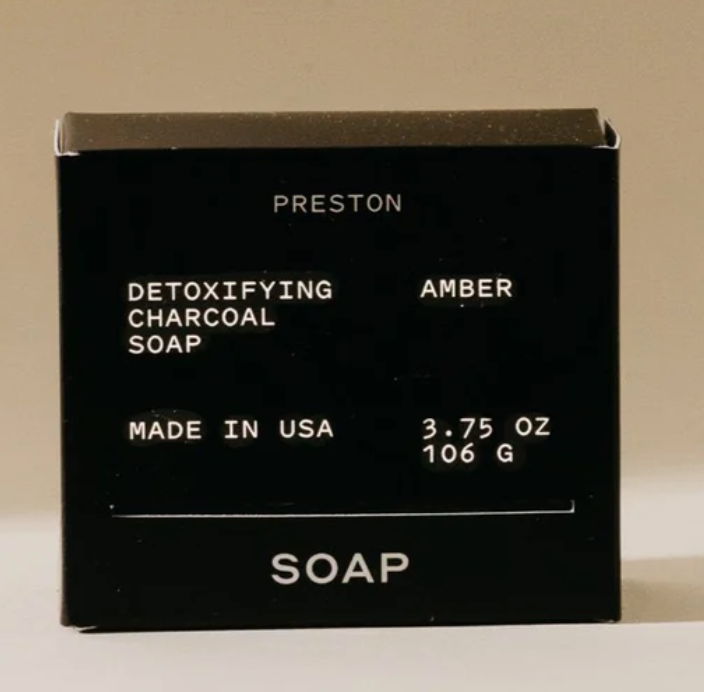 PRESTON
DETOXIFYING
CHARCOAL
SOAP
AMBER
MADE IN USA
3.75 OZ
106 G
SOAP